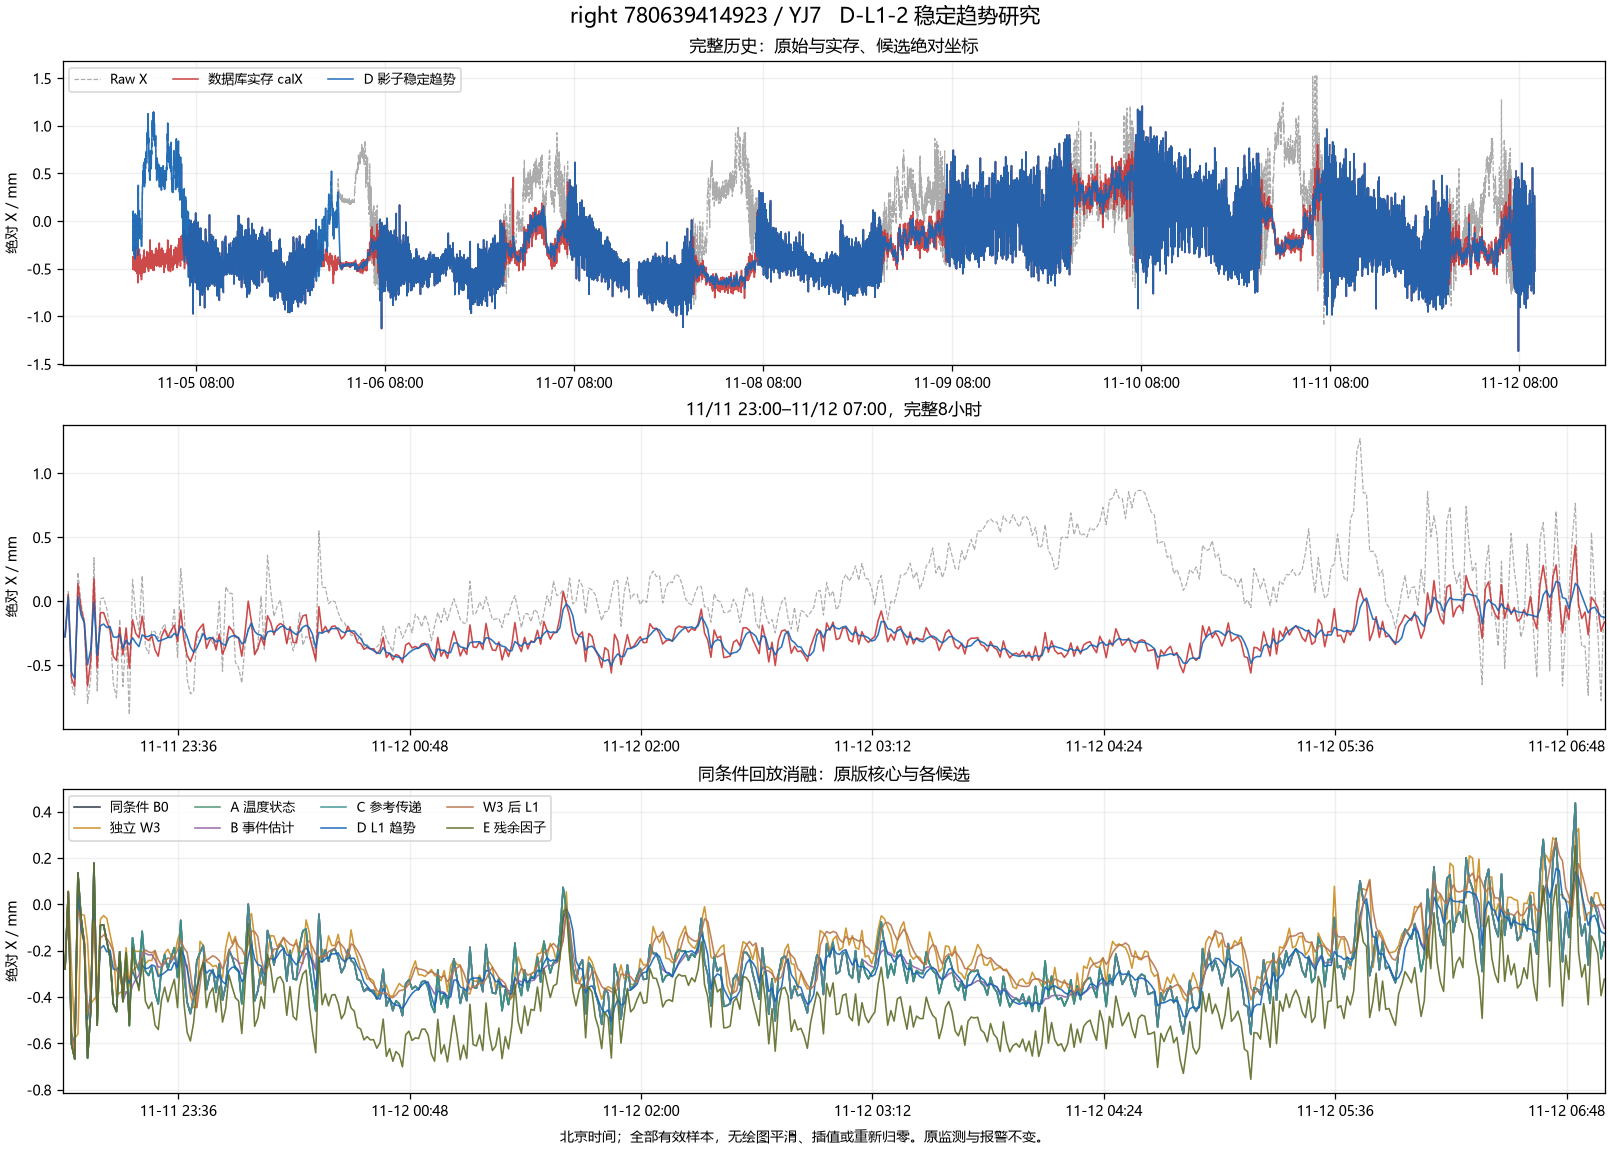 right 780639414923 / YJ7   D-L1-2 稳定趋势研究
完整历史：原始与实存、候选绝对坐标
Raw X   数据库实存 calX   D 影子稳定趋势
绝对 X / mm
1.5
1.0
0.5
0.0
-0.5
-1.0
-1.5
11-05 08:00   11-06 08:00   11-07 08:00   11-08 08:00   11-09 08:00   11-10 08:00   11-11 08:00   11-12 08:00
11/11 23:00–11/12 07:00，完整8小时
绝对 X / mm
1.0
0.5
0.0
-0.5
11-11 23:36   11-12 00:48   11-12 02:00   11-12 03:12   11-12 04:24   11-12 05:36   11-12 06:48
同条件回放消融：原版核心与各候选
同条件 B0   A 温度状态   C 参考传递   W3 后 L1
独立 W3   B 事件估计   D L1 趋势   E 残余因子
绝对 X / mm
0.4
0.2
0.0
-0.2
-0.4
-0.6
-0.8
11-11 23:36   11-12 00:48   11-12 02:00   11-12 03:12   11-12 04:24   11-12 05:36   11-12 06:48
北京时间；全部有效样本，无绘图平滑、插值或重新归零。原监测与报警不变。